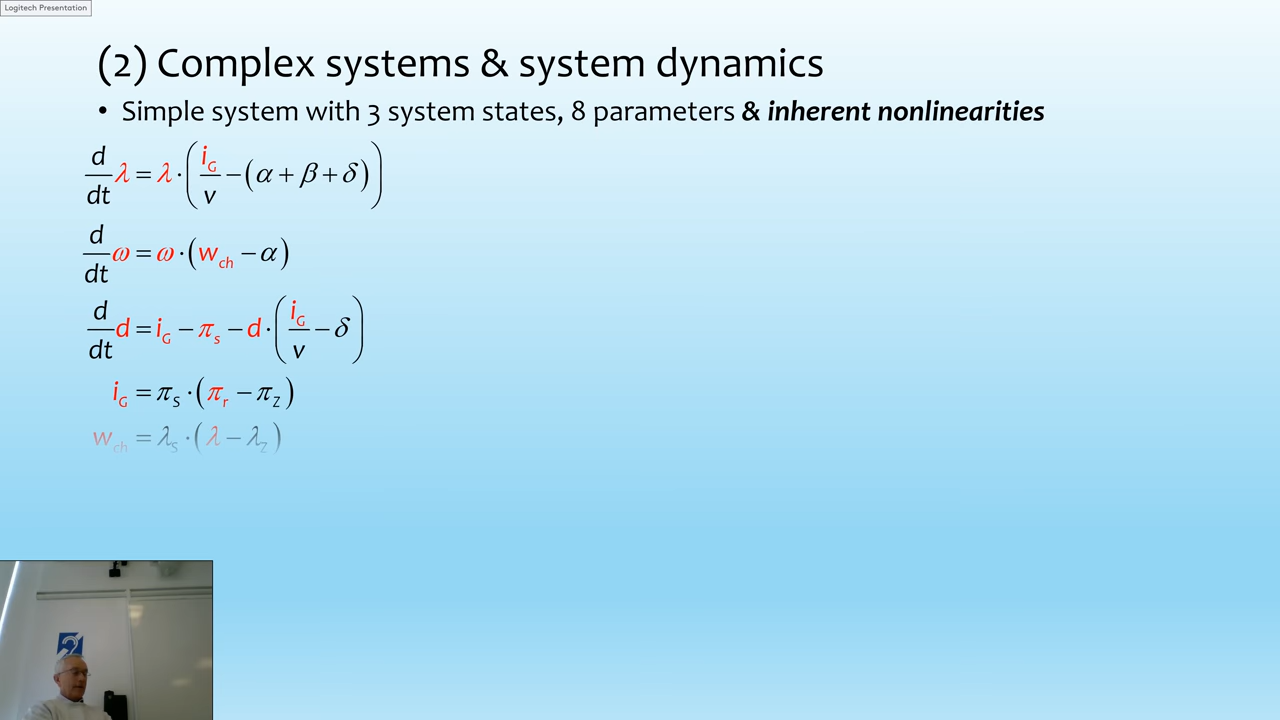 Logitech Presentation
(2) Complex systems & system dynamics
• Simple system with 3 system states, 8 parameters & inherent nonlinearities
d/dt λ = λ·(i_G/v − (α + β + δ))
d/dt ω = ω·(w_ch − α)
d/dt d = i_G − π_s − d·(i_G/v − δ)
i_G = π_S·(π_r − π_Z)
w_ch = λ_S·(λ − λ_Z)